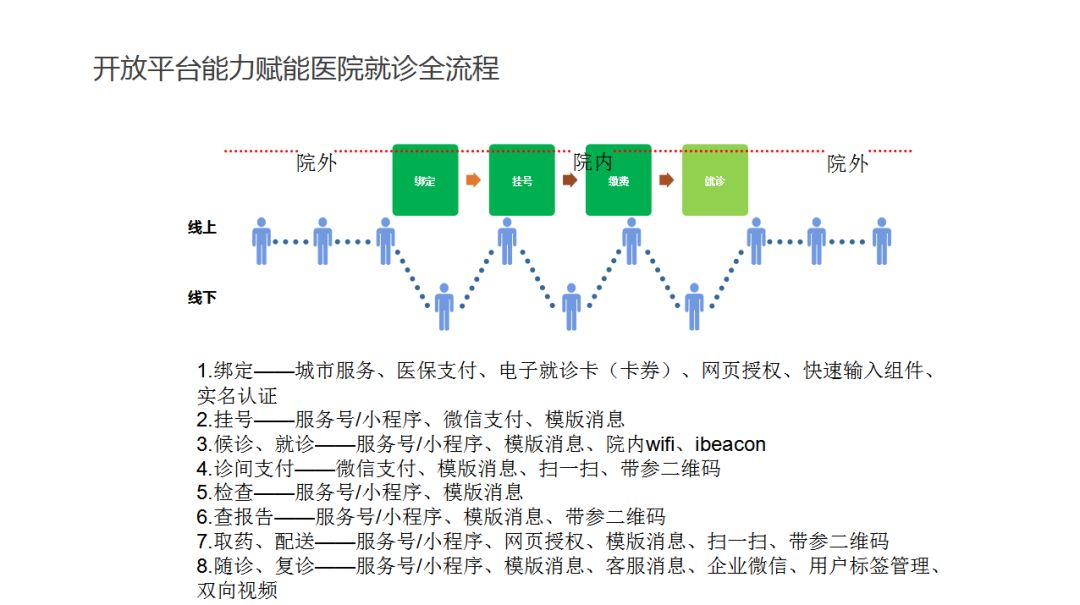 开放平台能力赋能医院就诊全流程
院外
院内
院外
绑定
挂号
缴费
就诊
线上
线下
1.绑定——城市服务、医保支付、电子就诊卡（卡券）、网页授权、快速输入组件、
实名认证
2.挂号——服务号/小程序、微信支付、模版消息
3.候诊、就诊——服务号/小程序、模版消息、院内wifi、ibeacon
4.诊间支付——微信支付、模版消息、扫一扫、带参二维码
5.检查——服务号/小程序、模版消息
6.查报告——服务号/小程序、模版消息、带参二维码
7.取药、配送——服务号/小程序、网页授权、模版消息、扫一扫、带参二维码
8.随诊、复诊——服务号/小程序、模版消息、客服消息、企业微信、用户标签管理、
双向视频